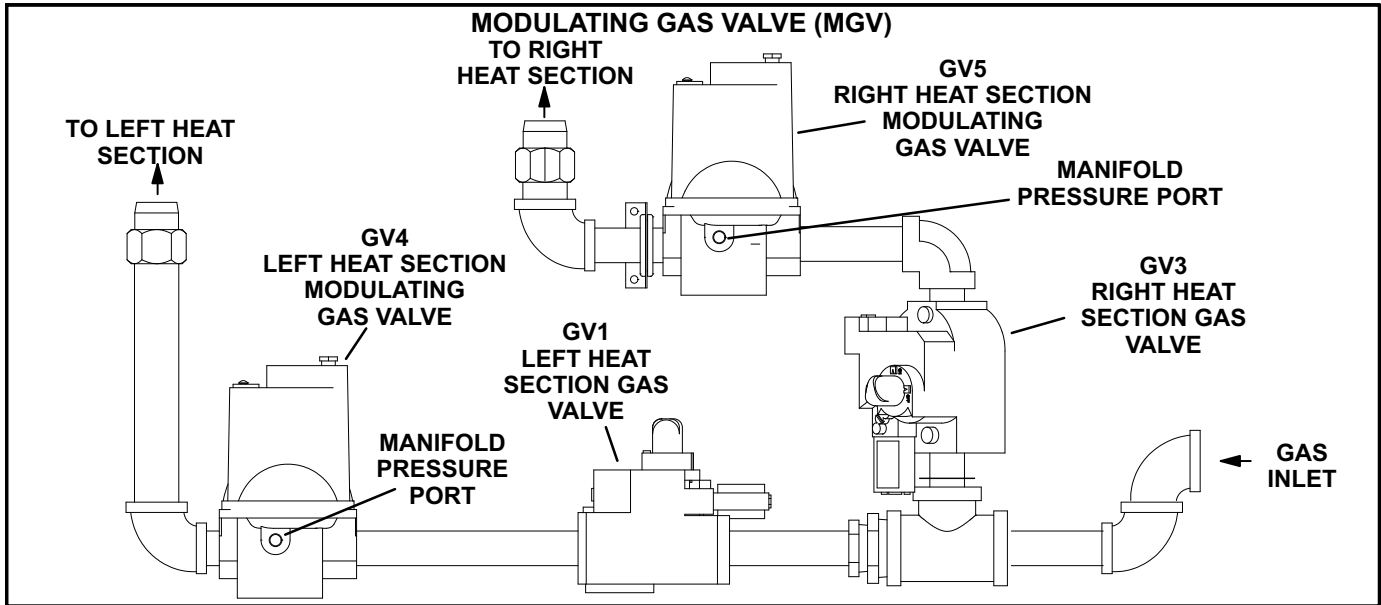 MODULATING GAS VALVE (MGV)
TO RIGHT
HEAT SECTION
GV5
RIGHT HEAT SECTION
MODULATING
GAS VALVE
TO LEFT HEAT
SECTION
MANIFOLD
PRESSURE PORT
GV4
LEFT HEAT SECTION
MODULATING
GAS VALVE
GV3
RIGHT HEAT
SECTION GAS
VALVE
GV1
LEFT HEAT
SECTION GAS
VALVE
MANIFOLD
PRESSURE
PORT
GAS
INLET